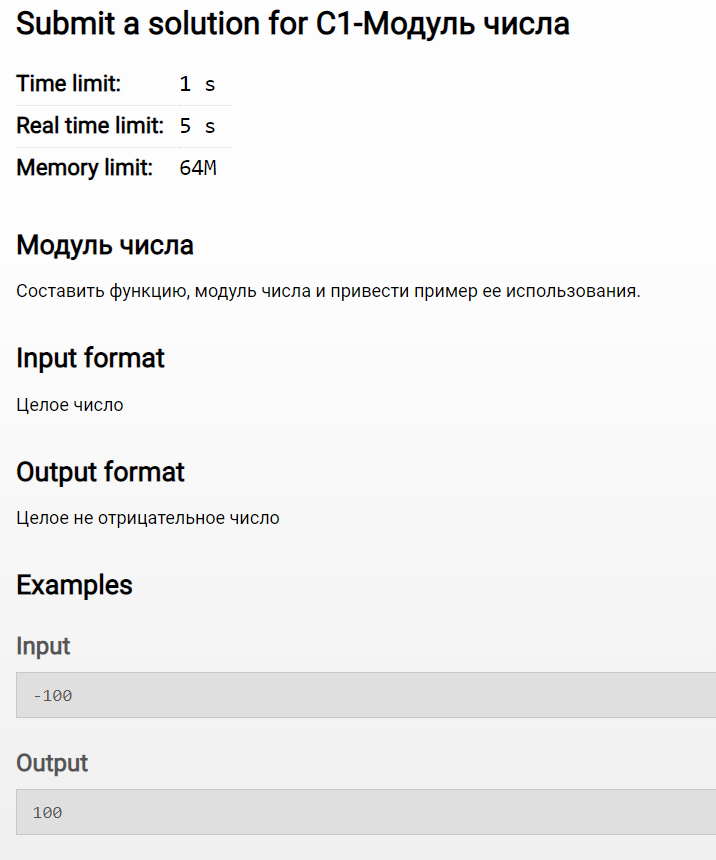 Submit a solution for C1-Модуль числа
Time limit: 1 s
Real time limit: 5 s
Memory limit: 64M
Модуль числа
Составить функцию, модуль числа и привести пример ее использования.
Input format
Целое число
Output format
Целое не отрицательное число
Examples
Input
-100
Output
100